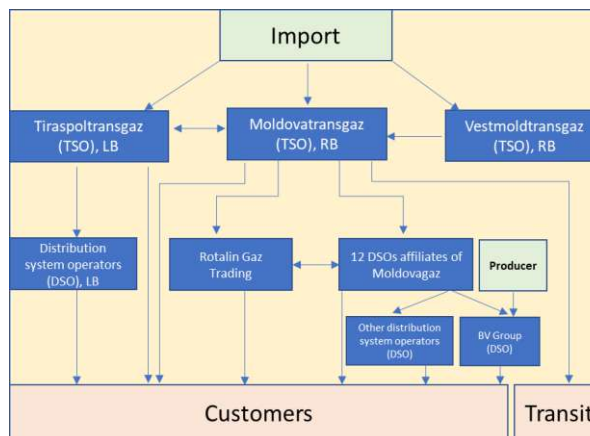 Import
Tiraspoltransgaz
(TSO), LB
Moldovatransgaz
(TSO), RB
Vestmoldtransgaz
(TSO), RB
Distribution
system operators
(DSO), LB
Rotalin Gaz
Trading
12 DSOs affiliates of
Moldovagaz
Producer
Other distribution
system operators
(DSO)
BV Group
(DSO)
Customers
Transit